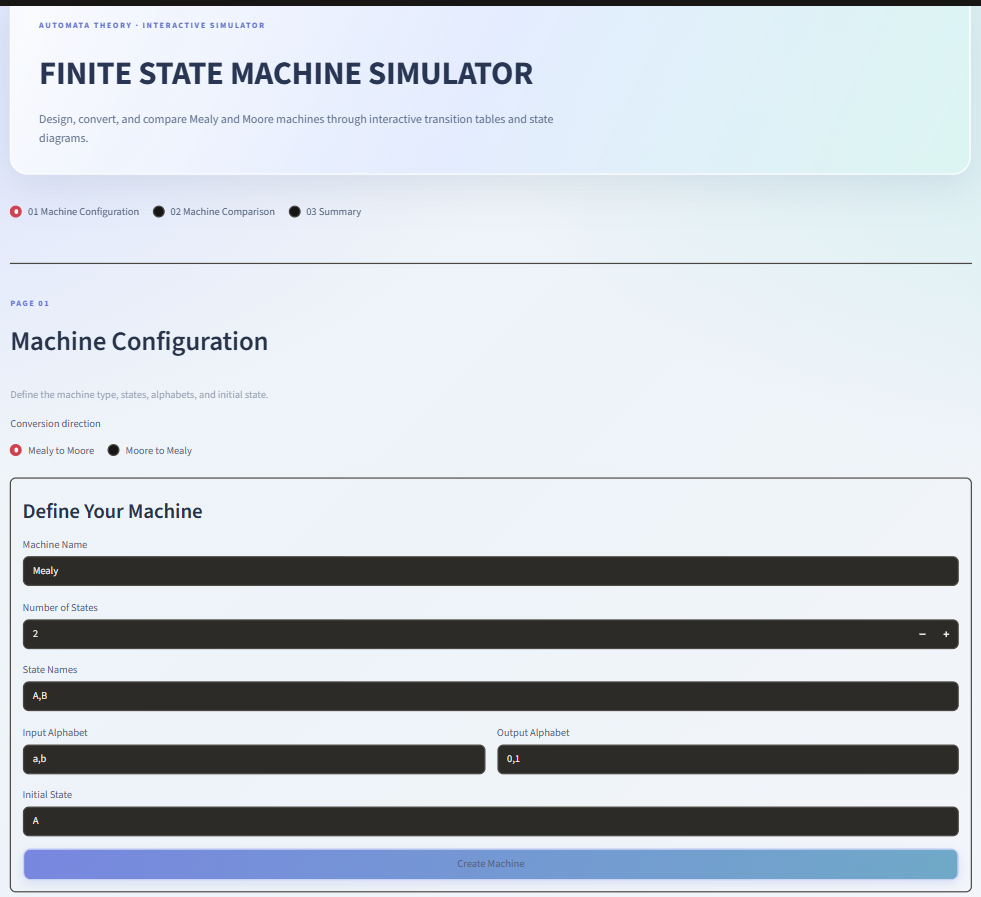 AUTOMATA THEORY · INTERACTIVE SIMULATOR
FINITE STATE MACHINE SIMULATOR
Design, convert, and compare Mealy and Moore machines through interactive transition tables and state
diagrams.
01 Machine Configuration 02 Machine Comparison 03 Summary
PAGE 01
Machine Configuration
Define the machine type, states, alphabets, and initial state.
Conversion direction
Mealy to Moore Moore to Mealy
Define Your Machine
Machine Name
Mealy
Number of States
2 − +
State Names
A,B
Input Alphabet Output Alphabet
a,b 0,1
Initial State
A
Create Machine